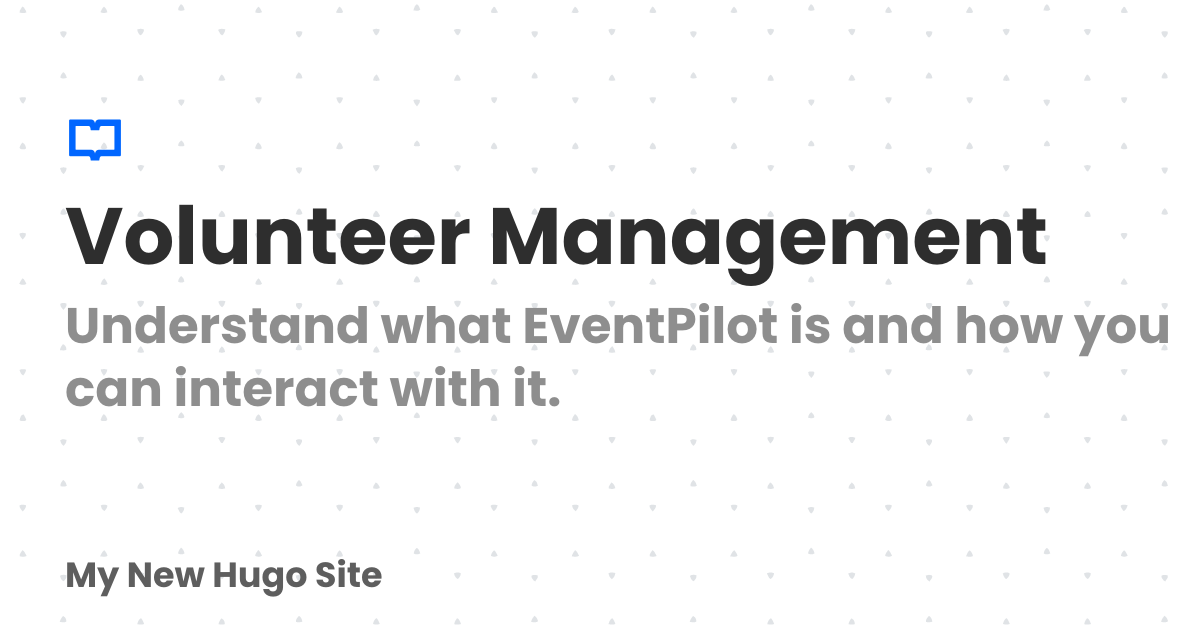 Volunteer Management
Understand what EventPilot is and how you
can interact with it.
My New Hugo Site